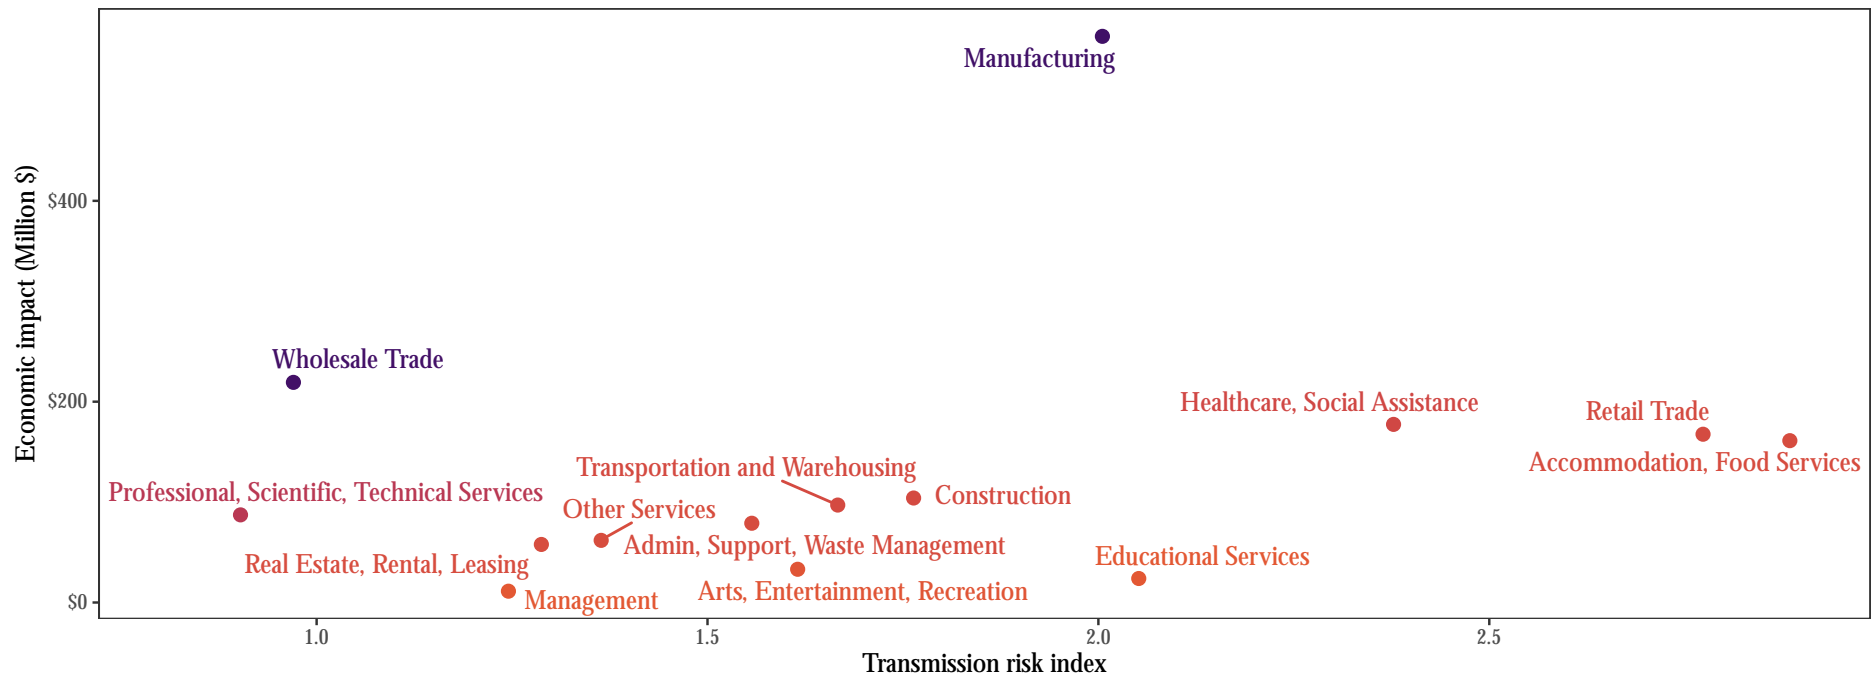 Manufacturing
Economic impact (Million $)
$400
Wholesale Trade
$200
Healthcare, Social Assistance
Retail Trade
Accommodation, Food Services
Transportation and Warehousing
Professional, Scientific, Technical Services
Construction
Other Services
Admin, Support, Waste Management
Educational Services
Real Estate, Rental, Leasing
Arts, Entertainment, Recreation
Management
$0
1.0
1.5
2.0
2.5
Transmission risk index